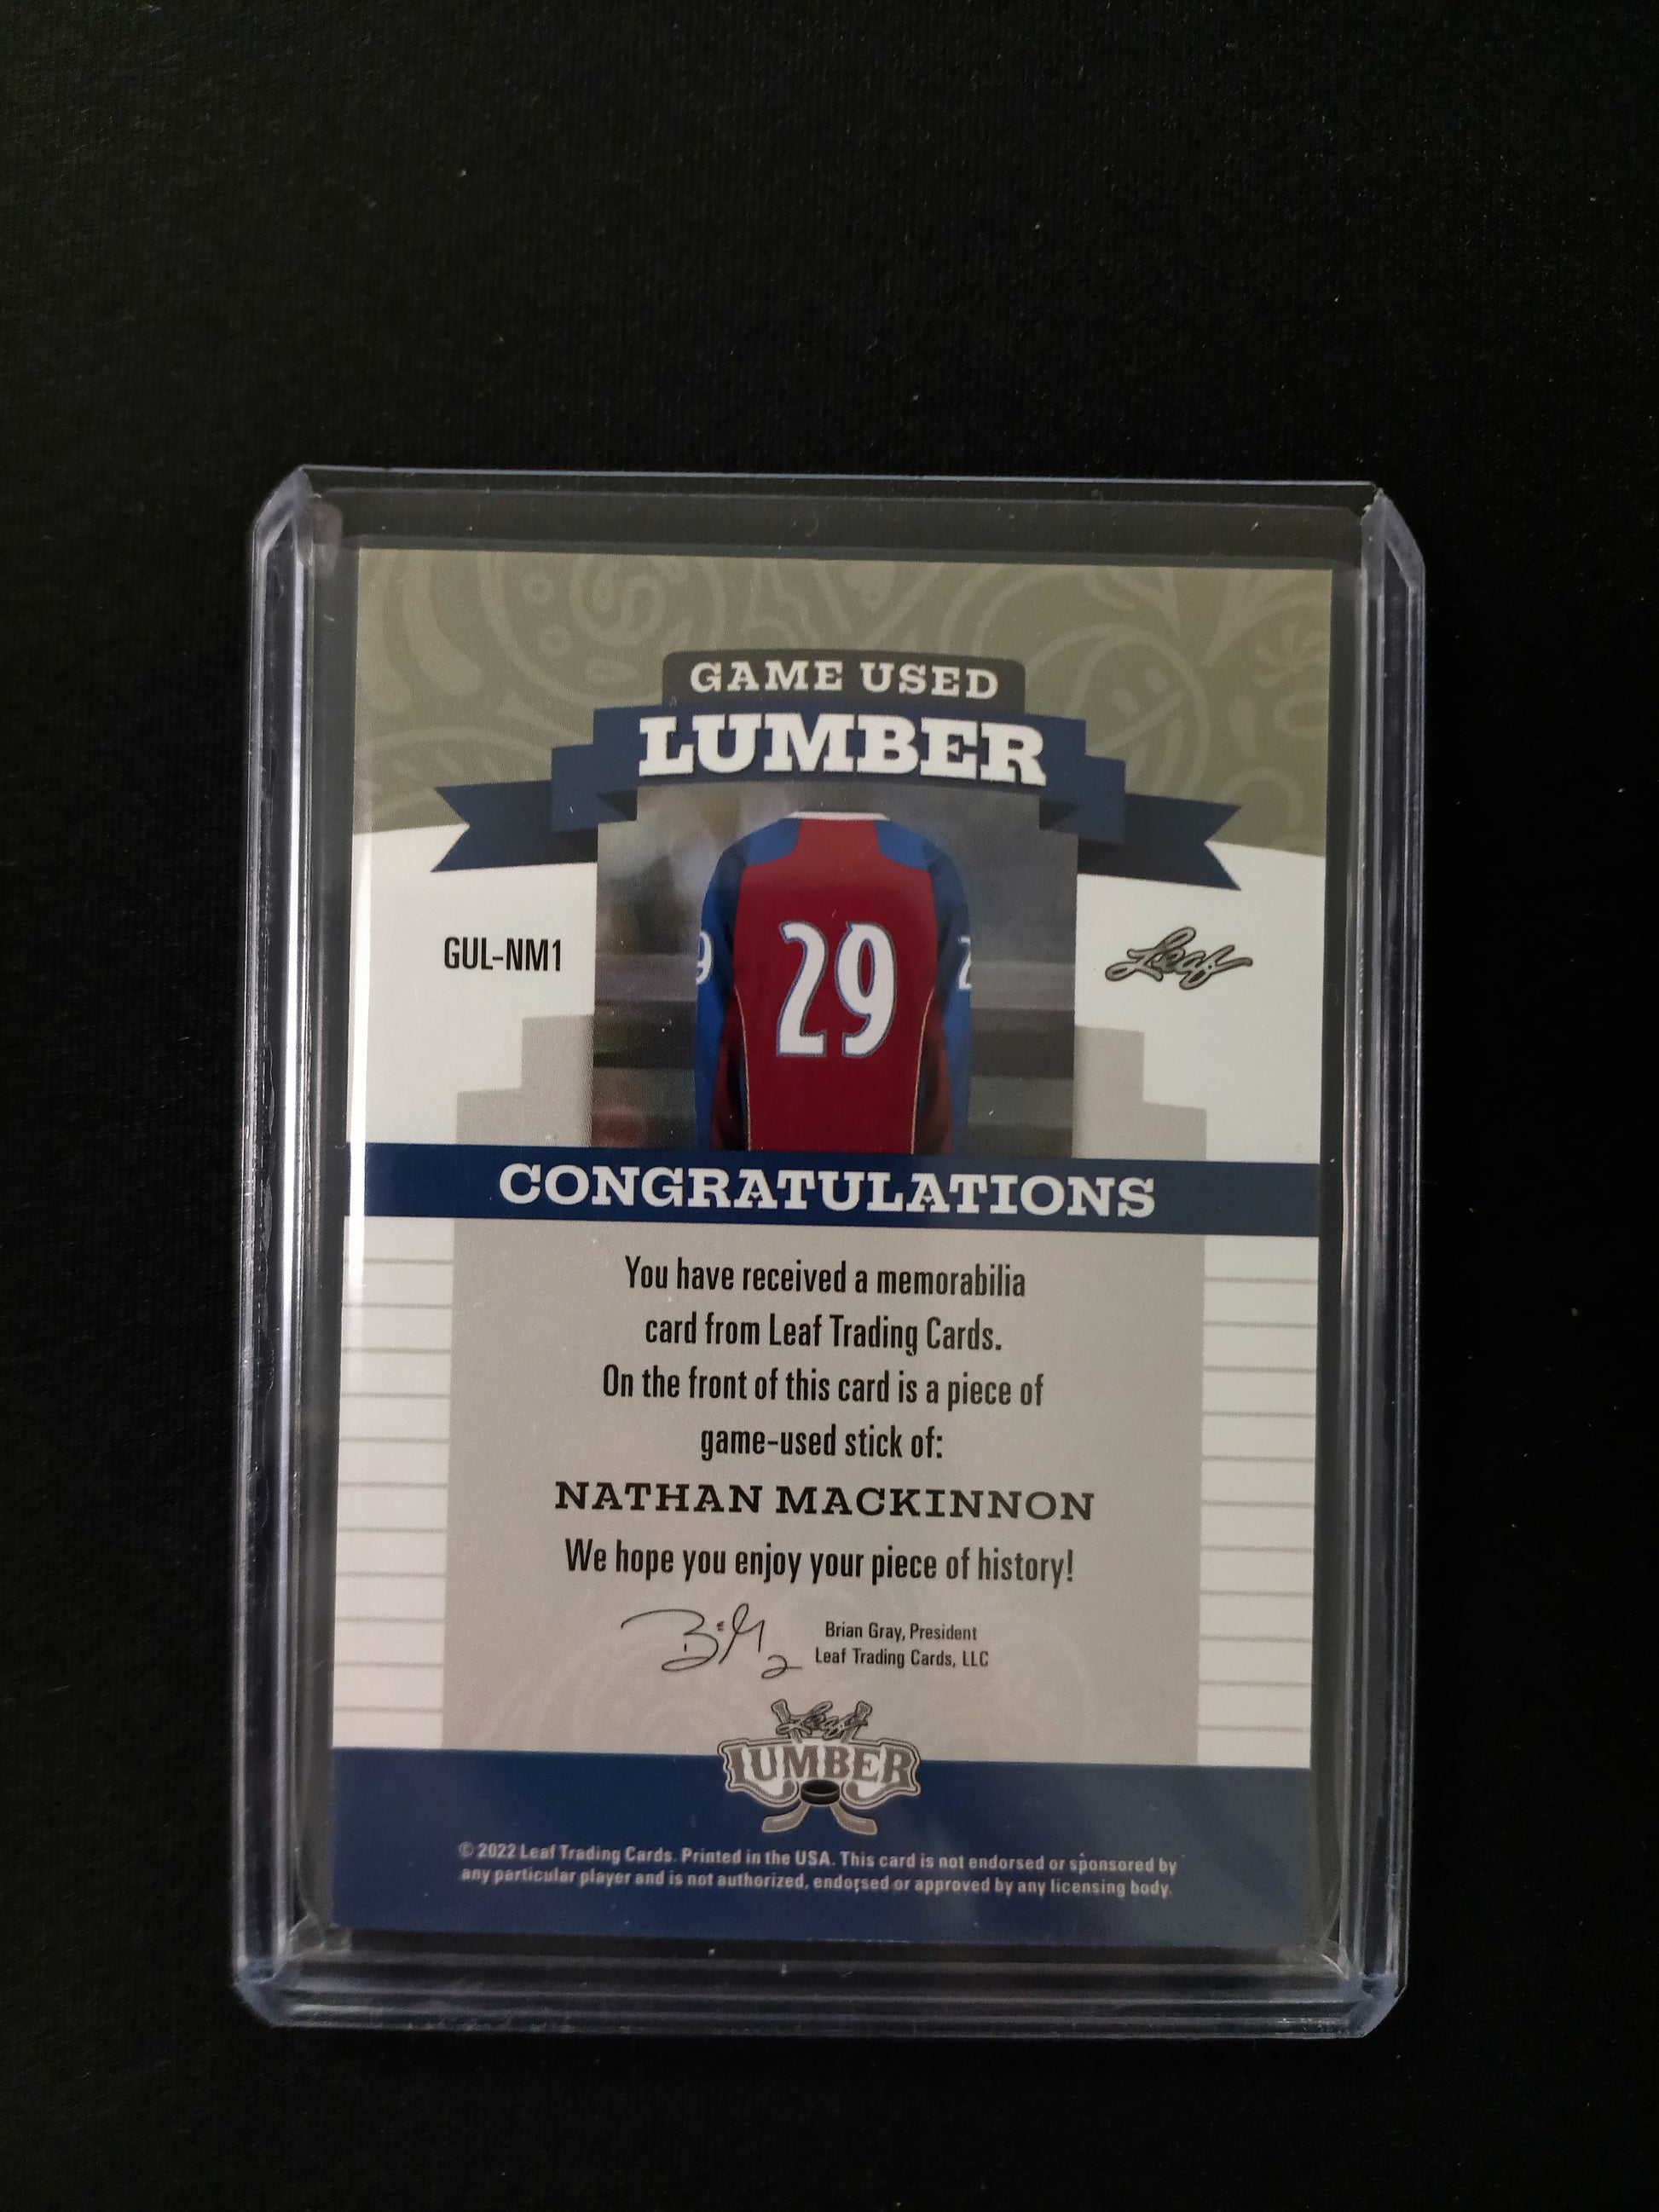 GAME USED
LUMBER
GUL-NM1
9
29
2
Leaf
CONGRATULATIONS
You have received a memorabilia
card from Leaf Trading Cards.
On the front of this card is a piece of
game-used stick of:
NATHAN MACKINNON
We hope you enjoy your piece of history!
Brian Gray, President
Leaf Trading Cards, LLC
Leaf
LUMBER
© 2022 Leaf Trading Cards. Printed in the USA. This card is not endorsed or sponsored by
any particular player and is not authorized, endorsed or approved by any licensing body.